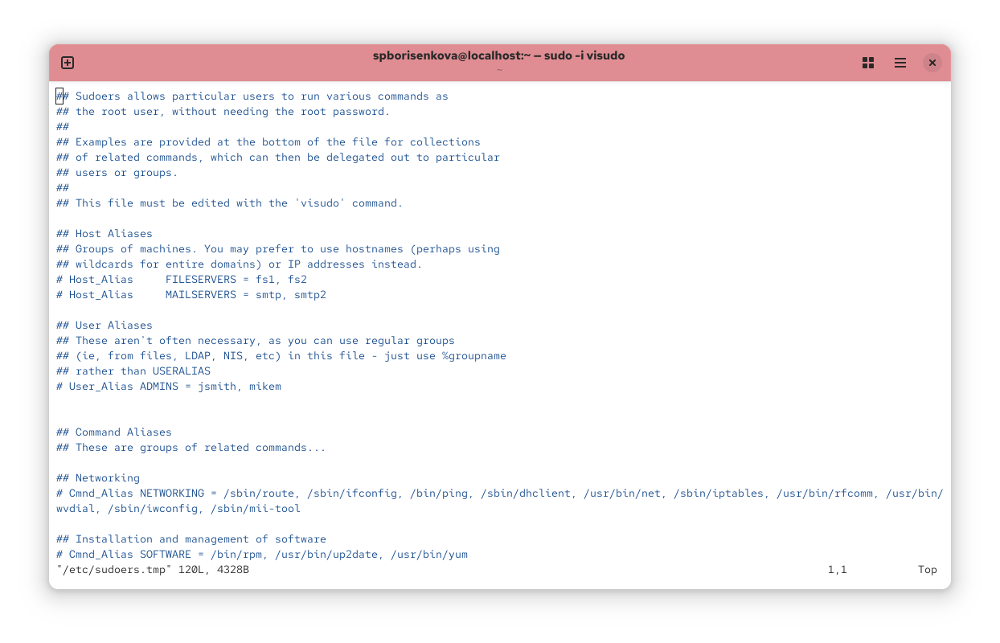 spborisenkova@localhost:~ — sudo -i visudo
~
## Sudoers allows particular users to run various commands as
## the root user, without needing the root password.
##
## Examples are provided at the bottom of the file for collections
## of related commands, which can then be delegated out to particular
## users or groups.
##
## This file must be edited with the 'visudo' command.

## Host Aliases
## Groups of machines. You may prefer to use hostnames (perhaps using
## wildcards for entire domains) or IP addresses instead.
# Host_Alias     FILESERVERS = fs1, fs2
# Host_Alias     MAILSERVERS = smtp, smtp2

## User Aliases
## These aren't often necessary, as you can use regular groups
## (ie, from files, LDAP, NIS, etc) in this file - just use %groupname
## rather than USERALIAS
# User_Alias ADMINS = jsmith, mikem


## Command Aliases
## These are groups of related commands...

## Networking
# Cmnd_Alias NETWORKING = /sbin/route, /sbin/ifconfig, /bin/ping, /sbin/dhclient, /usr/bin/net, /sbin/iptables, /usr/bin/rfcomm, /usr/bin/
wvdial, /sbin/iwconfig, /sbin/mii-tool

## Installation and management of software
# Cmnd_Alias SOFTWARE = /bin/rpm, /usr/bin/up2date, /usr/bin/yum
"/etc/sudoers.tmp" 120L, 4328B 1,1 Top